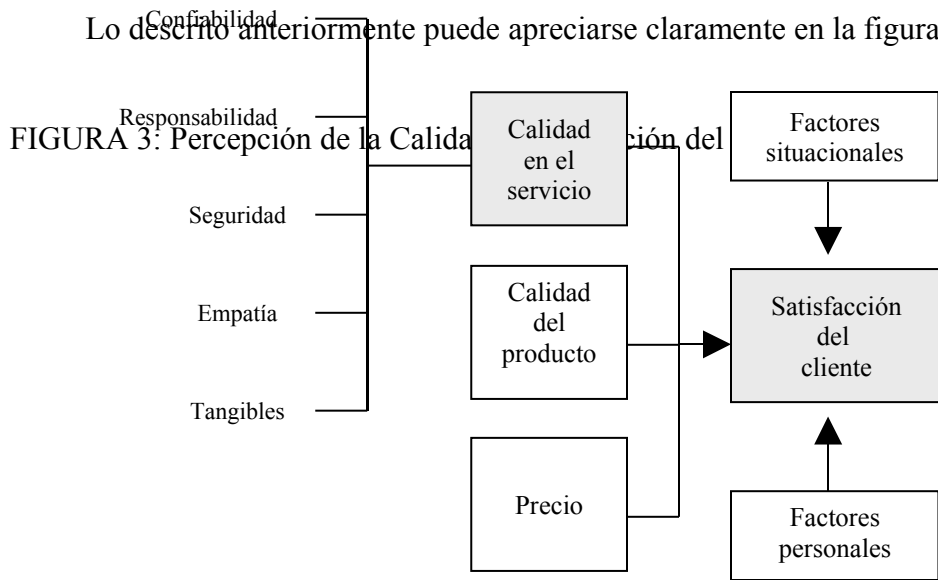 Confiabilidad
Lo descrito anteriormente puede apreciarse claramente en la figura
Responsabilidad
FIGURA 3: Percepción de la Calida ción del
Calidad
en el
servicio
Factores
situacionales
Seguridad
Empatía
Calidad
del
producto
Satisfacción
del
cliente
Tangibles
Precio
Factores
personales